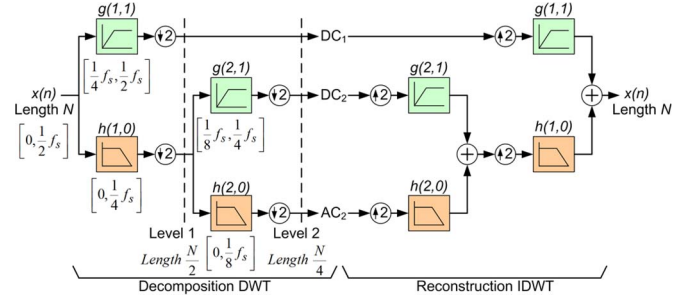 g(1,1)
↓2
DC₁
↑2
g(1,1)
[1/4 fₛ, 1/2 fₛ]
g(2,1)
g(2,1)
x(n)
Length N
[0, 1/2 fₛ]
↓2
DC₂
↑2
+
x(n)
Length N
h(1,0)
↓2
[1/8 fₛ, 1/4 fₛ]
+
↑2
h(1,0)
[0, 1/4 fₛ]
h(2,0)
h(2,0)
↓2
AC₂
↑2
Level 1
Level 2
Length N/2
[0, 1/8 fₛ]
Length N/4
Decomposition DWT
Reconstruction IDWT